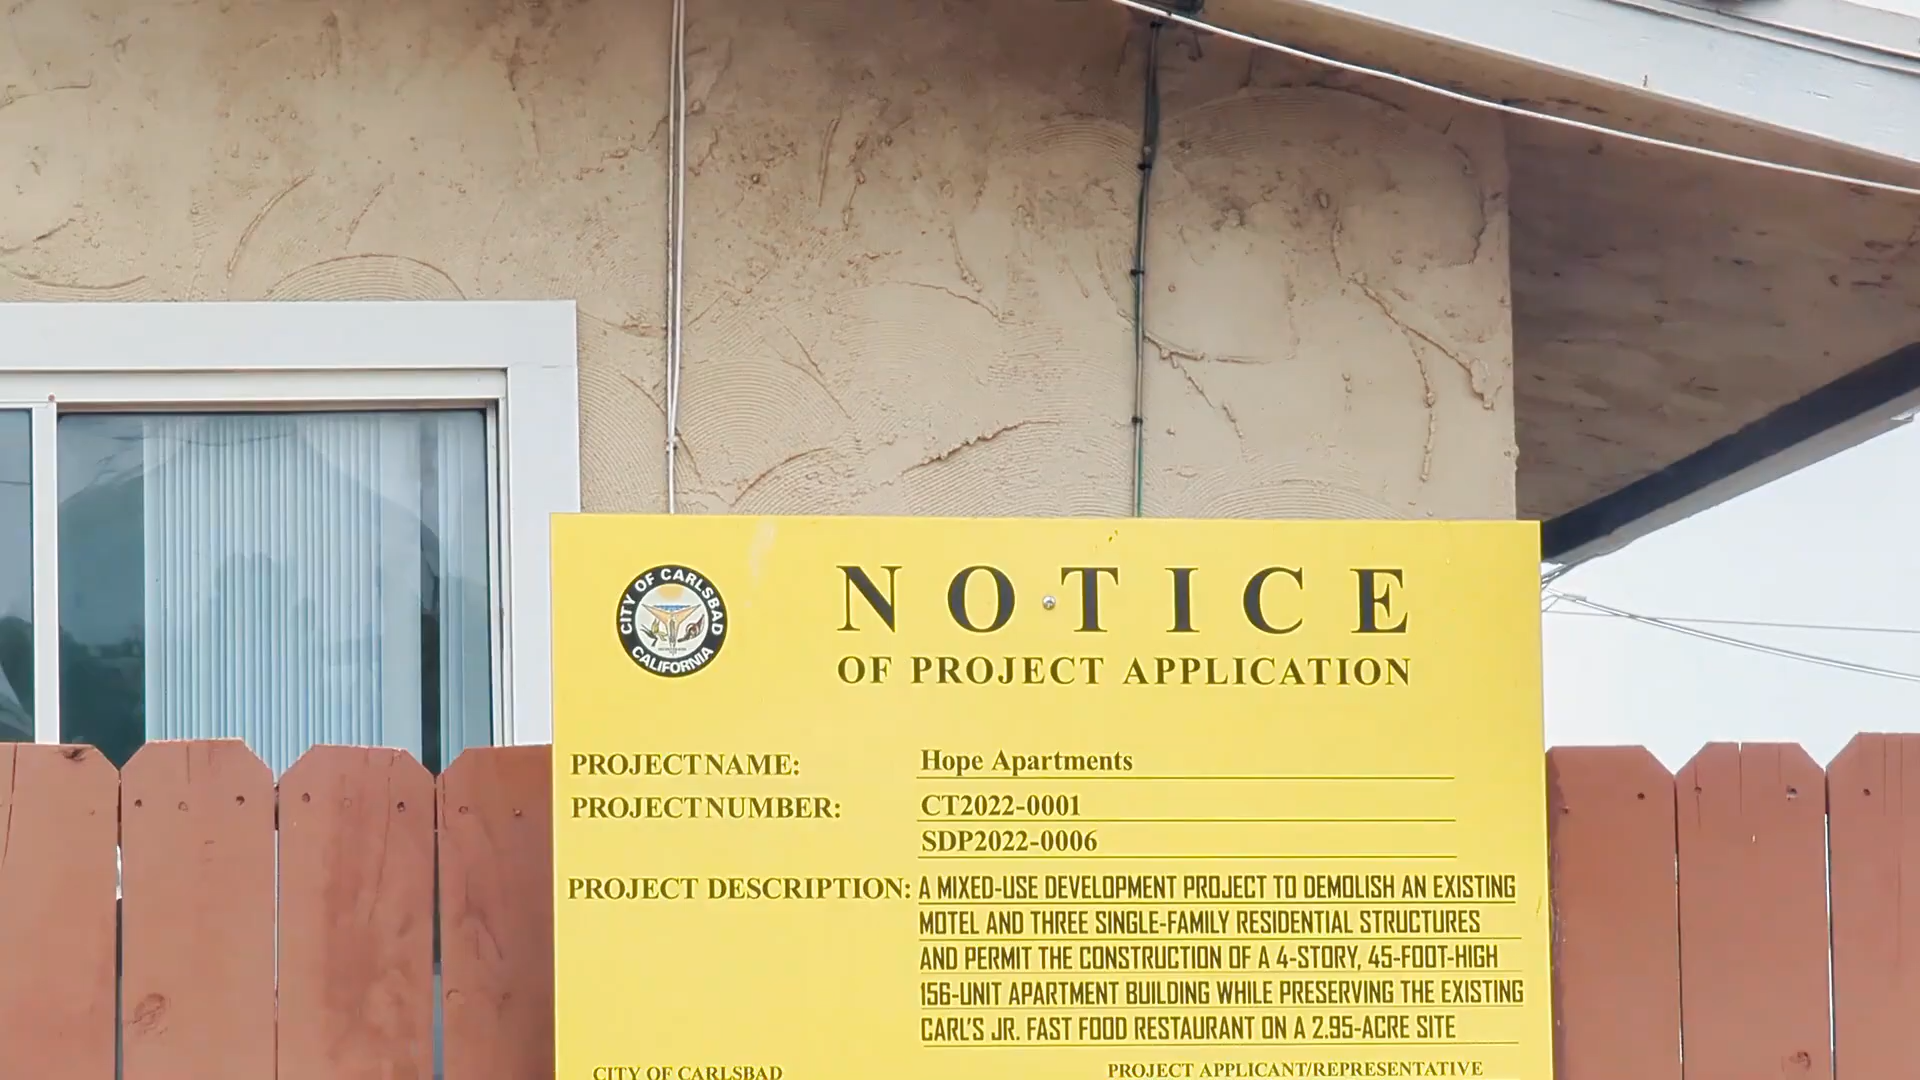 CITY OF CARLSBAD
CALIFORNIA
NOTICE
OF PROJECT APPLICATION
PROJECT NAME: Hope Apartments
PROJECT NUMBER: CT2022-0001
SDP2022-0006
PROJECT DESCRIPTION: A MIXED-USE DEVELOPMENT PROJECT TO DEMOLISH AN EXISTING
MOTEL AND THREE SINGLE-FAMILY RESIDENTIAL STRUCTURES
AND PERMIT THE CONSTRUCTION OF A 4-STORY, 45-FOOT-HIGH
156-UNIT APARTMENT BUILDING WHILE PRESERVING THE EXISTING
CARL'S JR. FAST FOOD RESTAURANT ON A 2.95-ACRE SITE
CITY OF CARLSBAD PROJECT APPLICANT/REPRESENTATIVE